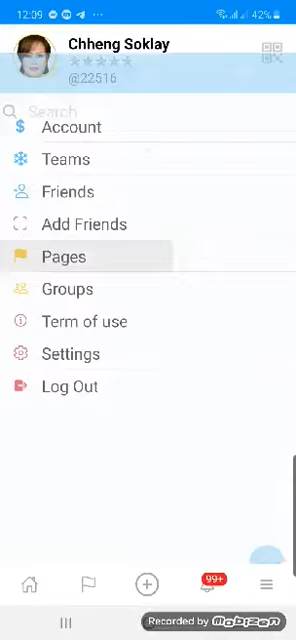 12:09
42%
Chheng Soklay
@22516
Search
Account
Teams
Friends
Add Friends
Pages
Groups
Term of use
Settings
Log Out
99+
Recorded by Mobizen